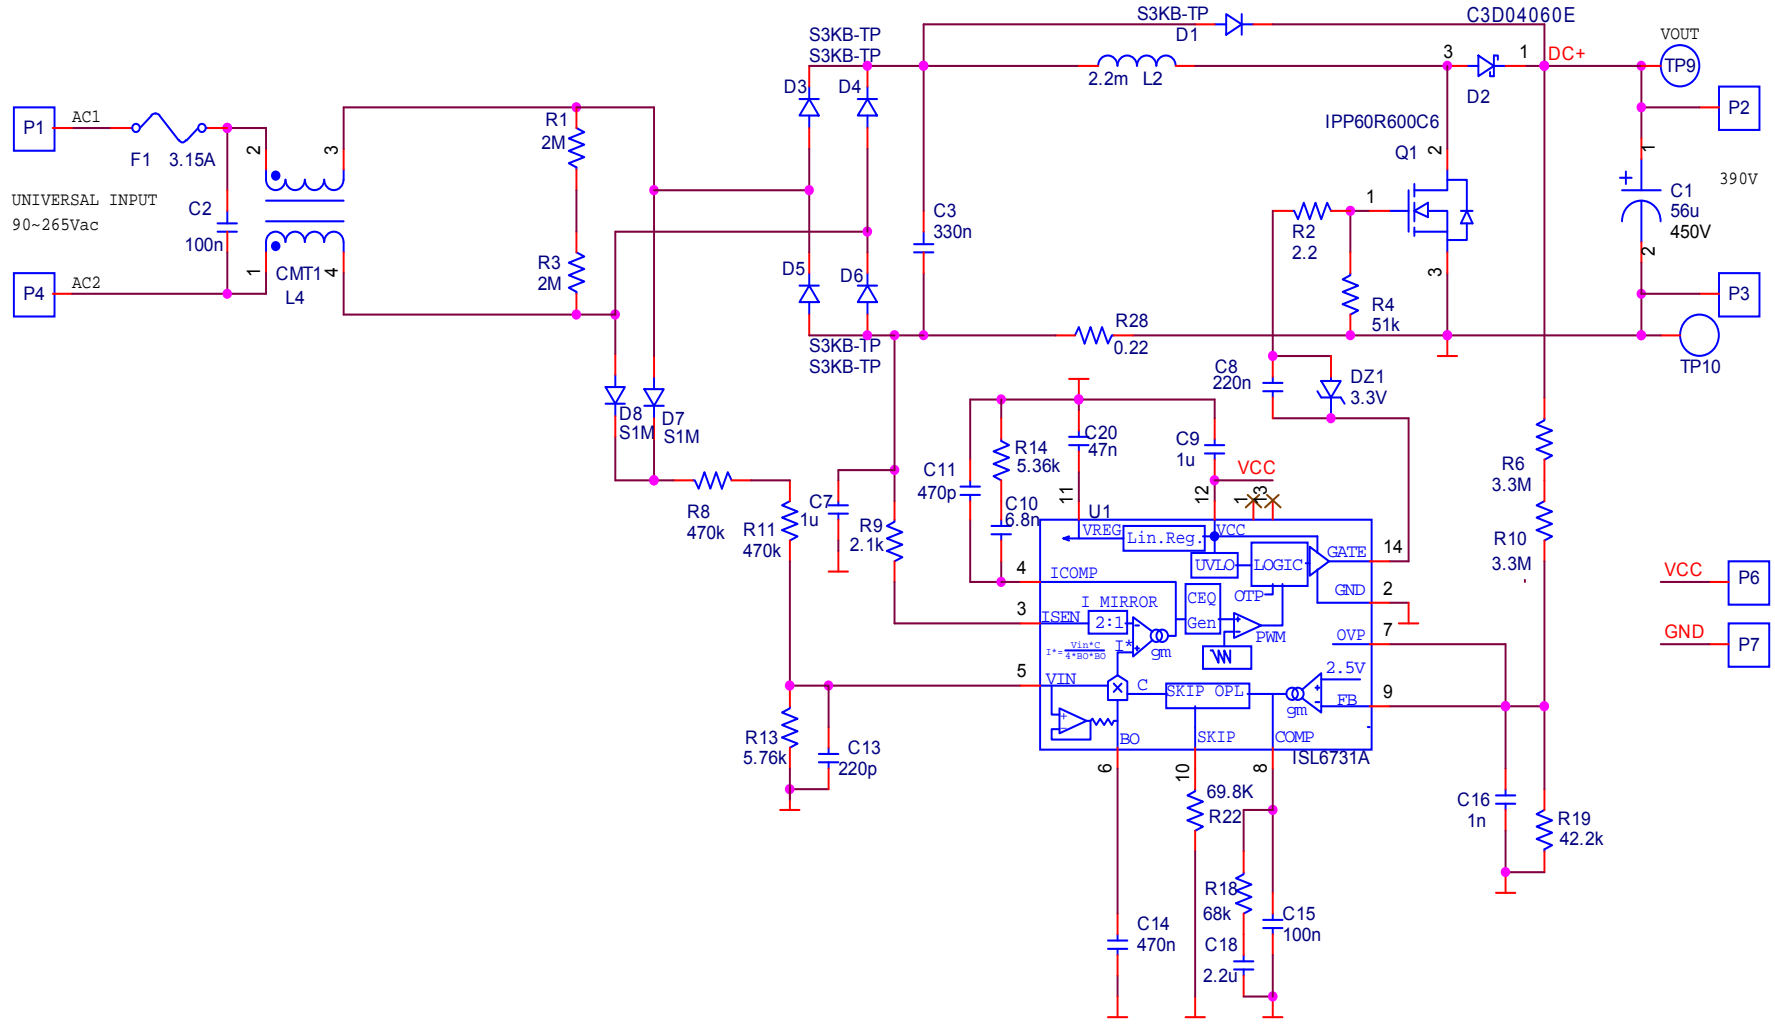 S3KB-TP
D1
C3D04060E
S3KB-TP
S3KB-TP
VOUT
TP9
3
1
DC+
D3
D4
2.2m
L2
D2
P1
AC1
F1
3.15A
2
3
R1
2M
IPP60R600C6
Q1
2
P2
1
UNIVERSAL INPUT
90~265Vac
C2
100n
C3
330n
1
R2
2.2
+
C1
56u
450V
390V
2
P4
AC2
1
4
CMT1
L4
R3
2M
D5
D6
3
R4
51k
P3
S3KB-TP
S3KB-TP
R28
0.22
TP10
D8
S1M
D7
S1M
C8
220n
DZ1
3.3V
C11
470p
R14
5.36k
C20
47n
C9
1u
VCC
R6
3.3M
R8
470k
R11
470k
C7
1u
R9
2.1k
C10
6.8n
11
12
1
13
U1
R10
3.3M
VREG
Lin.Reg.
VCC
UVLO
LOGIC
GATE
14
4
ICOMP
OTP
GND
2
VCC
P6
3
ISEN
I MIRROR
2:1
CEQ
Gen
PWM
OVP
7
GND
P7
I*=
Vin*C
4*BO*BO
I*
gm
2.5V
5
VIN
X
C
SKIP OPL
gm
FB
9
BO
SKIP
COMP
ISL6731A
R13
5.76k
C13
220p
6
10
8
69.8K
R22
C16
1n
R19
42.2k
R18
68k
C15
100n
C14
470n
C18
2.2u